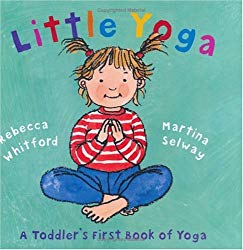 Little Yoga
Rebecca
Whitford
Martina
Selway
A Toddler's First Book of Yoga